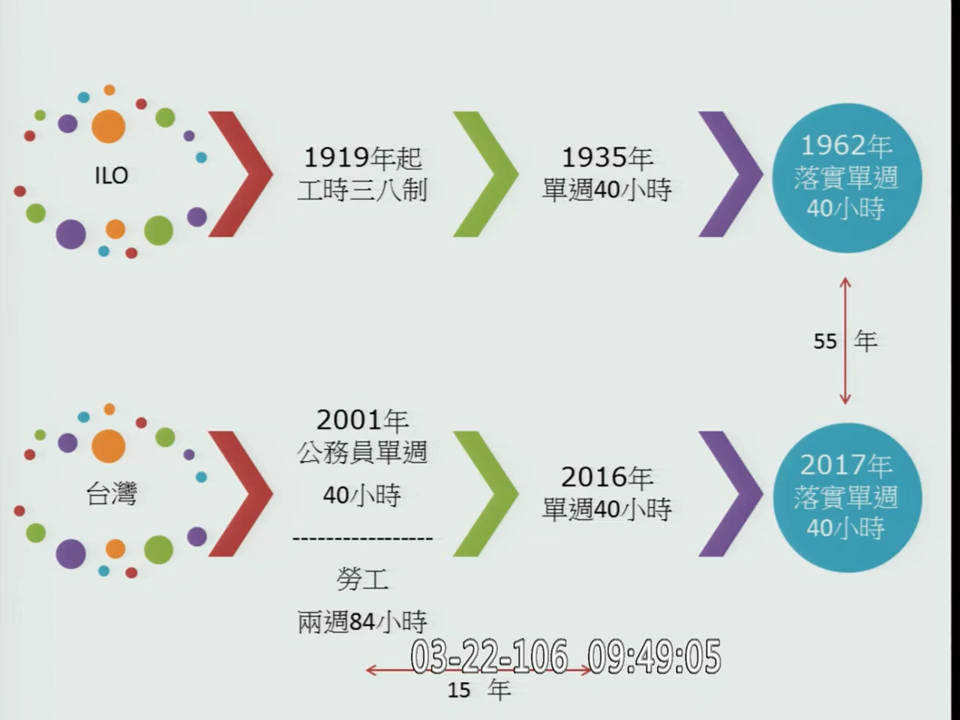 ILO
1919年起
工時三八制
1935年
單週40小時
1962年
落實單週
40小時
55 年
台灣
2001年
公務員單週
40小時
-----------------
勞工
兩週84小時
2016年
單週40小時
2017年
落實單週
40小時
03-22-106 09:49:05
15 年